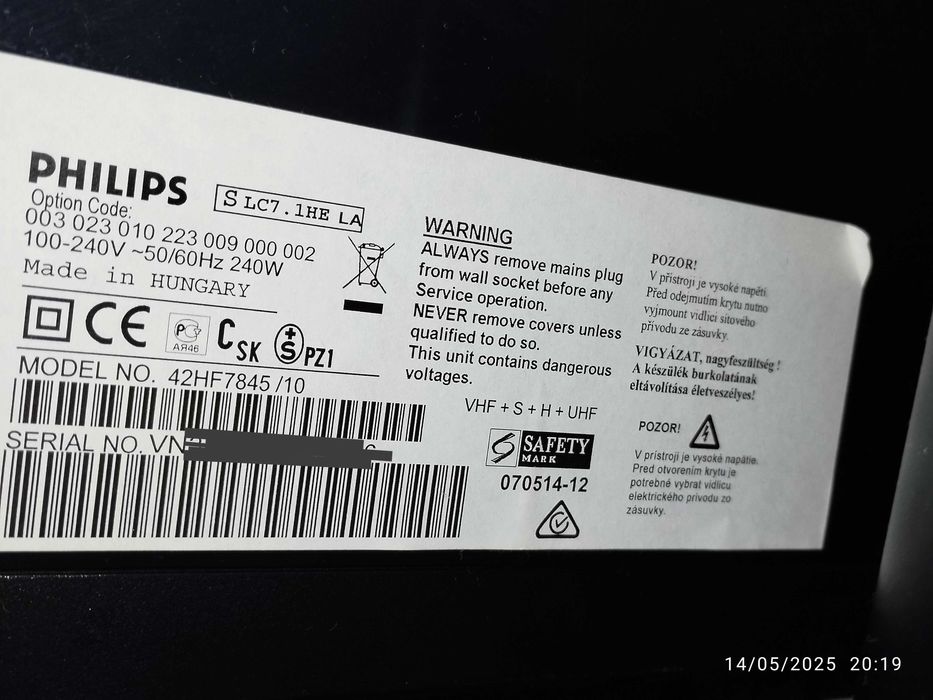 PHILIPS
S LC7.1HE LA
Option Code:
003 023 010 223 009 000 002
100-240V ~50/60Hz 240W
Made in HUNGARY
CE
PC
АЯ46
CSK
S PZ1
MODEL NO. 42HF7845 /10
SERIAL NO. VN
WARNING
ALWAYS remove mains plug
from wall socket before any
Service operation.
NEVER remove covers unless
qualified to do so.
This unit contains dangerous
voltages.
VHF + S + H + UHF
S SAFETY
MARK
070514-12
POZOR!
V přístroji je vysoké napětí.
Před odejmutím krytu nutno
vyjmount vidlici síťového
přívodu ze zásuvky.
VIGYÁZAT, nagyfeszültség !
A készülék burkolatának
eltávolítása életveszélyes!
POZOR!
V prístroji je vysoké napätie.
Pred otvorením krytu je
potrebné vybrat vidlicu
elektrického prívodu zo
zásuvky.
14/05/2025 20:19